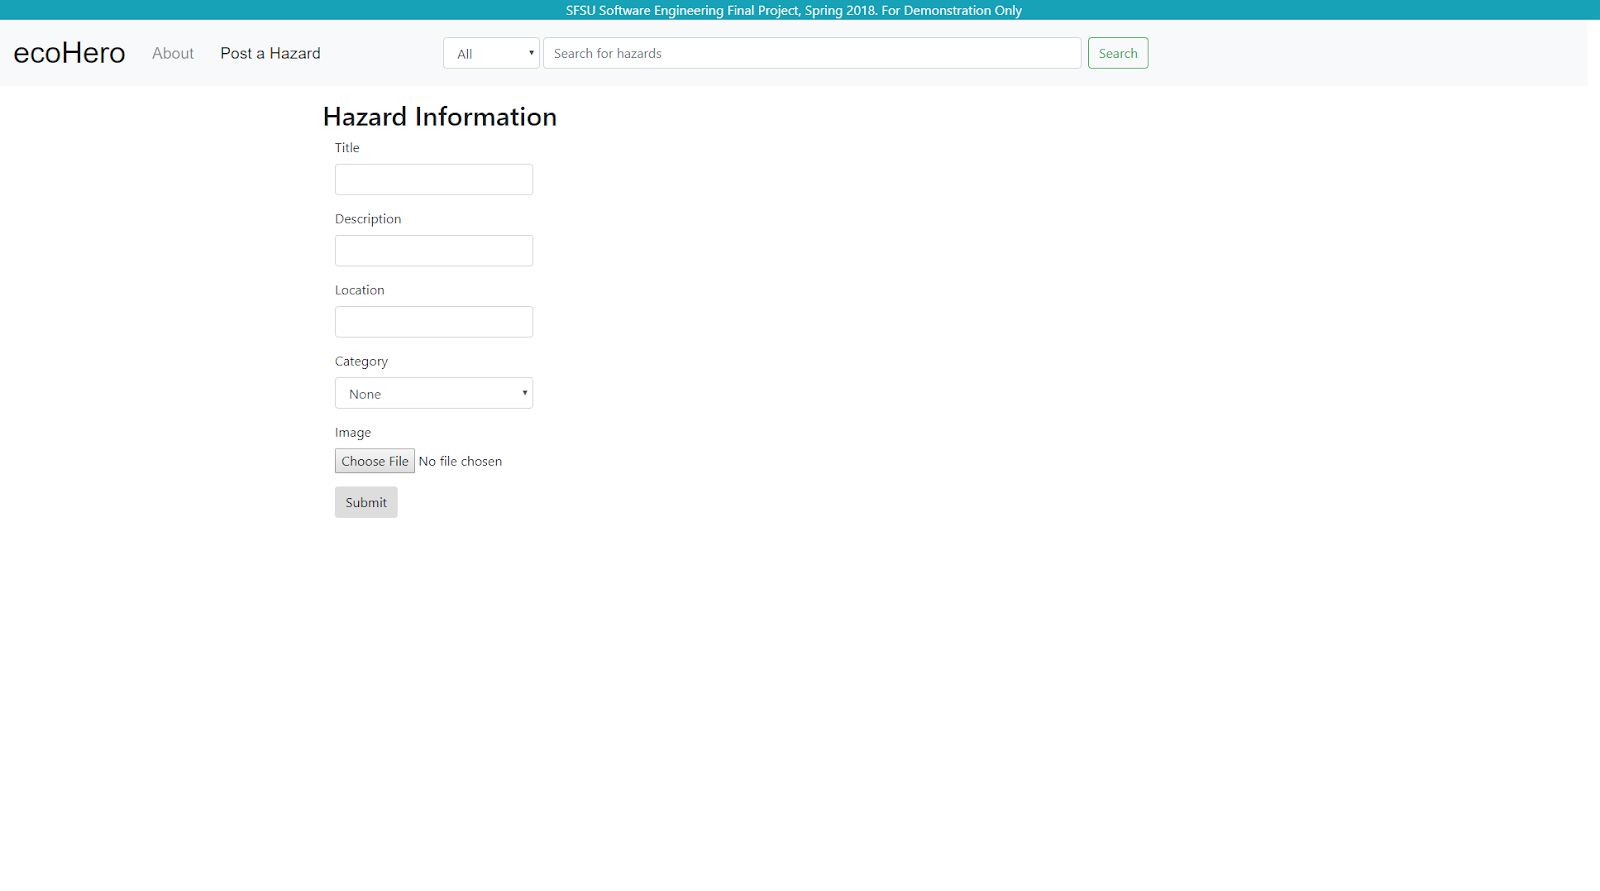 SFSU Software Engineering Final Project, Spring 2018. For Demonstration Only
ecoHero About Post a Hazard All Search for hazards Search
Hazard Information
Title
Description
Location
Category
None
Image
Choose File No file chosen
Submit